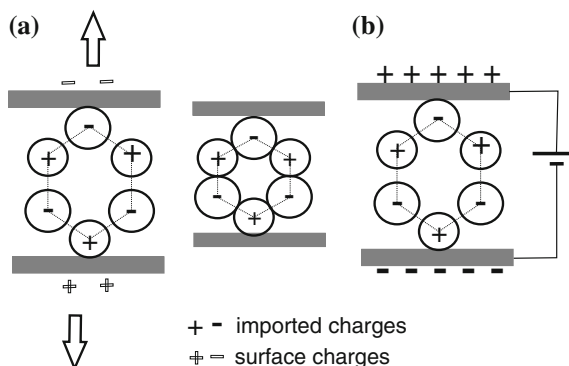 (a)
(b)
+ - imported charges
+ - surface charges